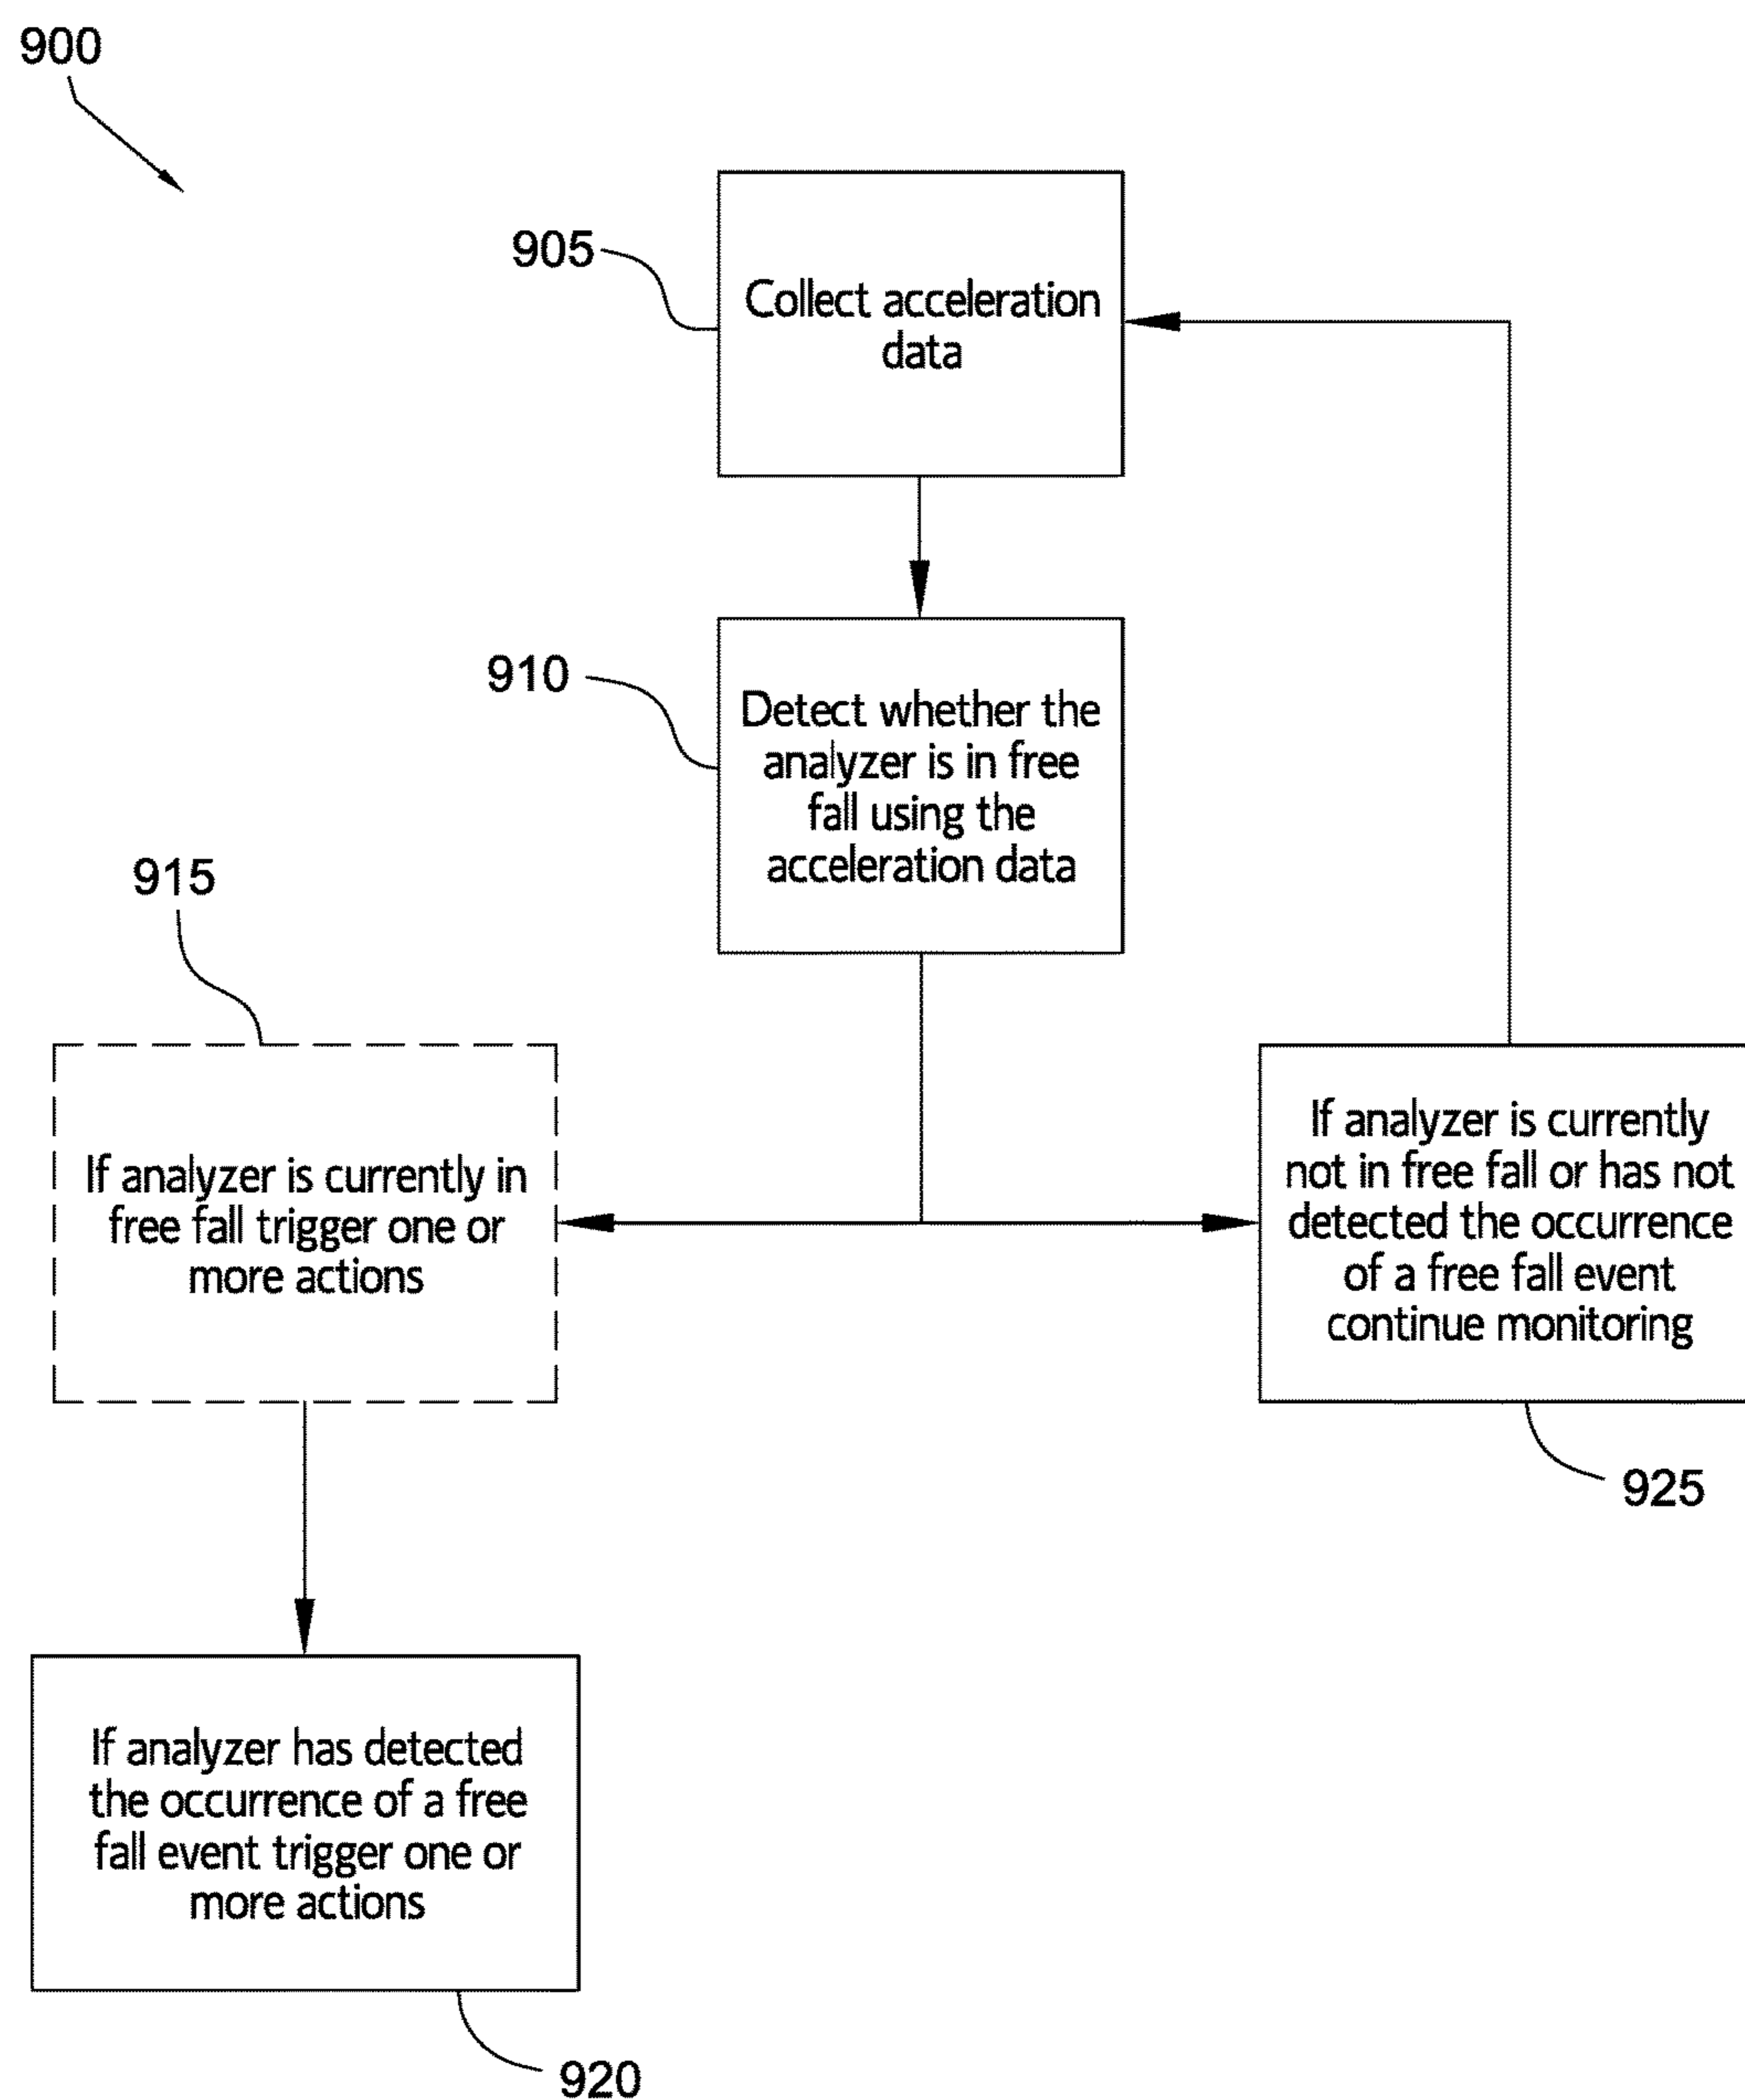 900
905
Collect acceleration
data
910
Detect whether the
analyzer is in free
fall using the
acceleration data
915
If analyzer is currently in
free fall trigger one or
more actions
If analyzer is currently
not in free fall or has not
detected the occurrence
of a free fall event
continue monitoring
925
If analyzer has detected
the occurrence of a free
fall event trigger one or
more actions
920